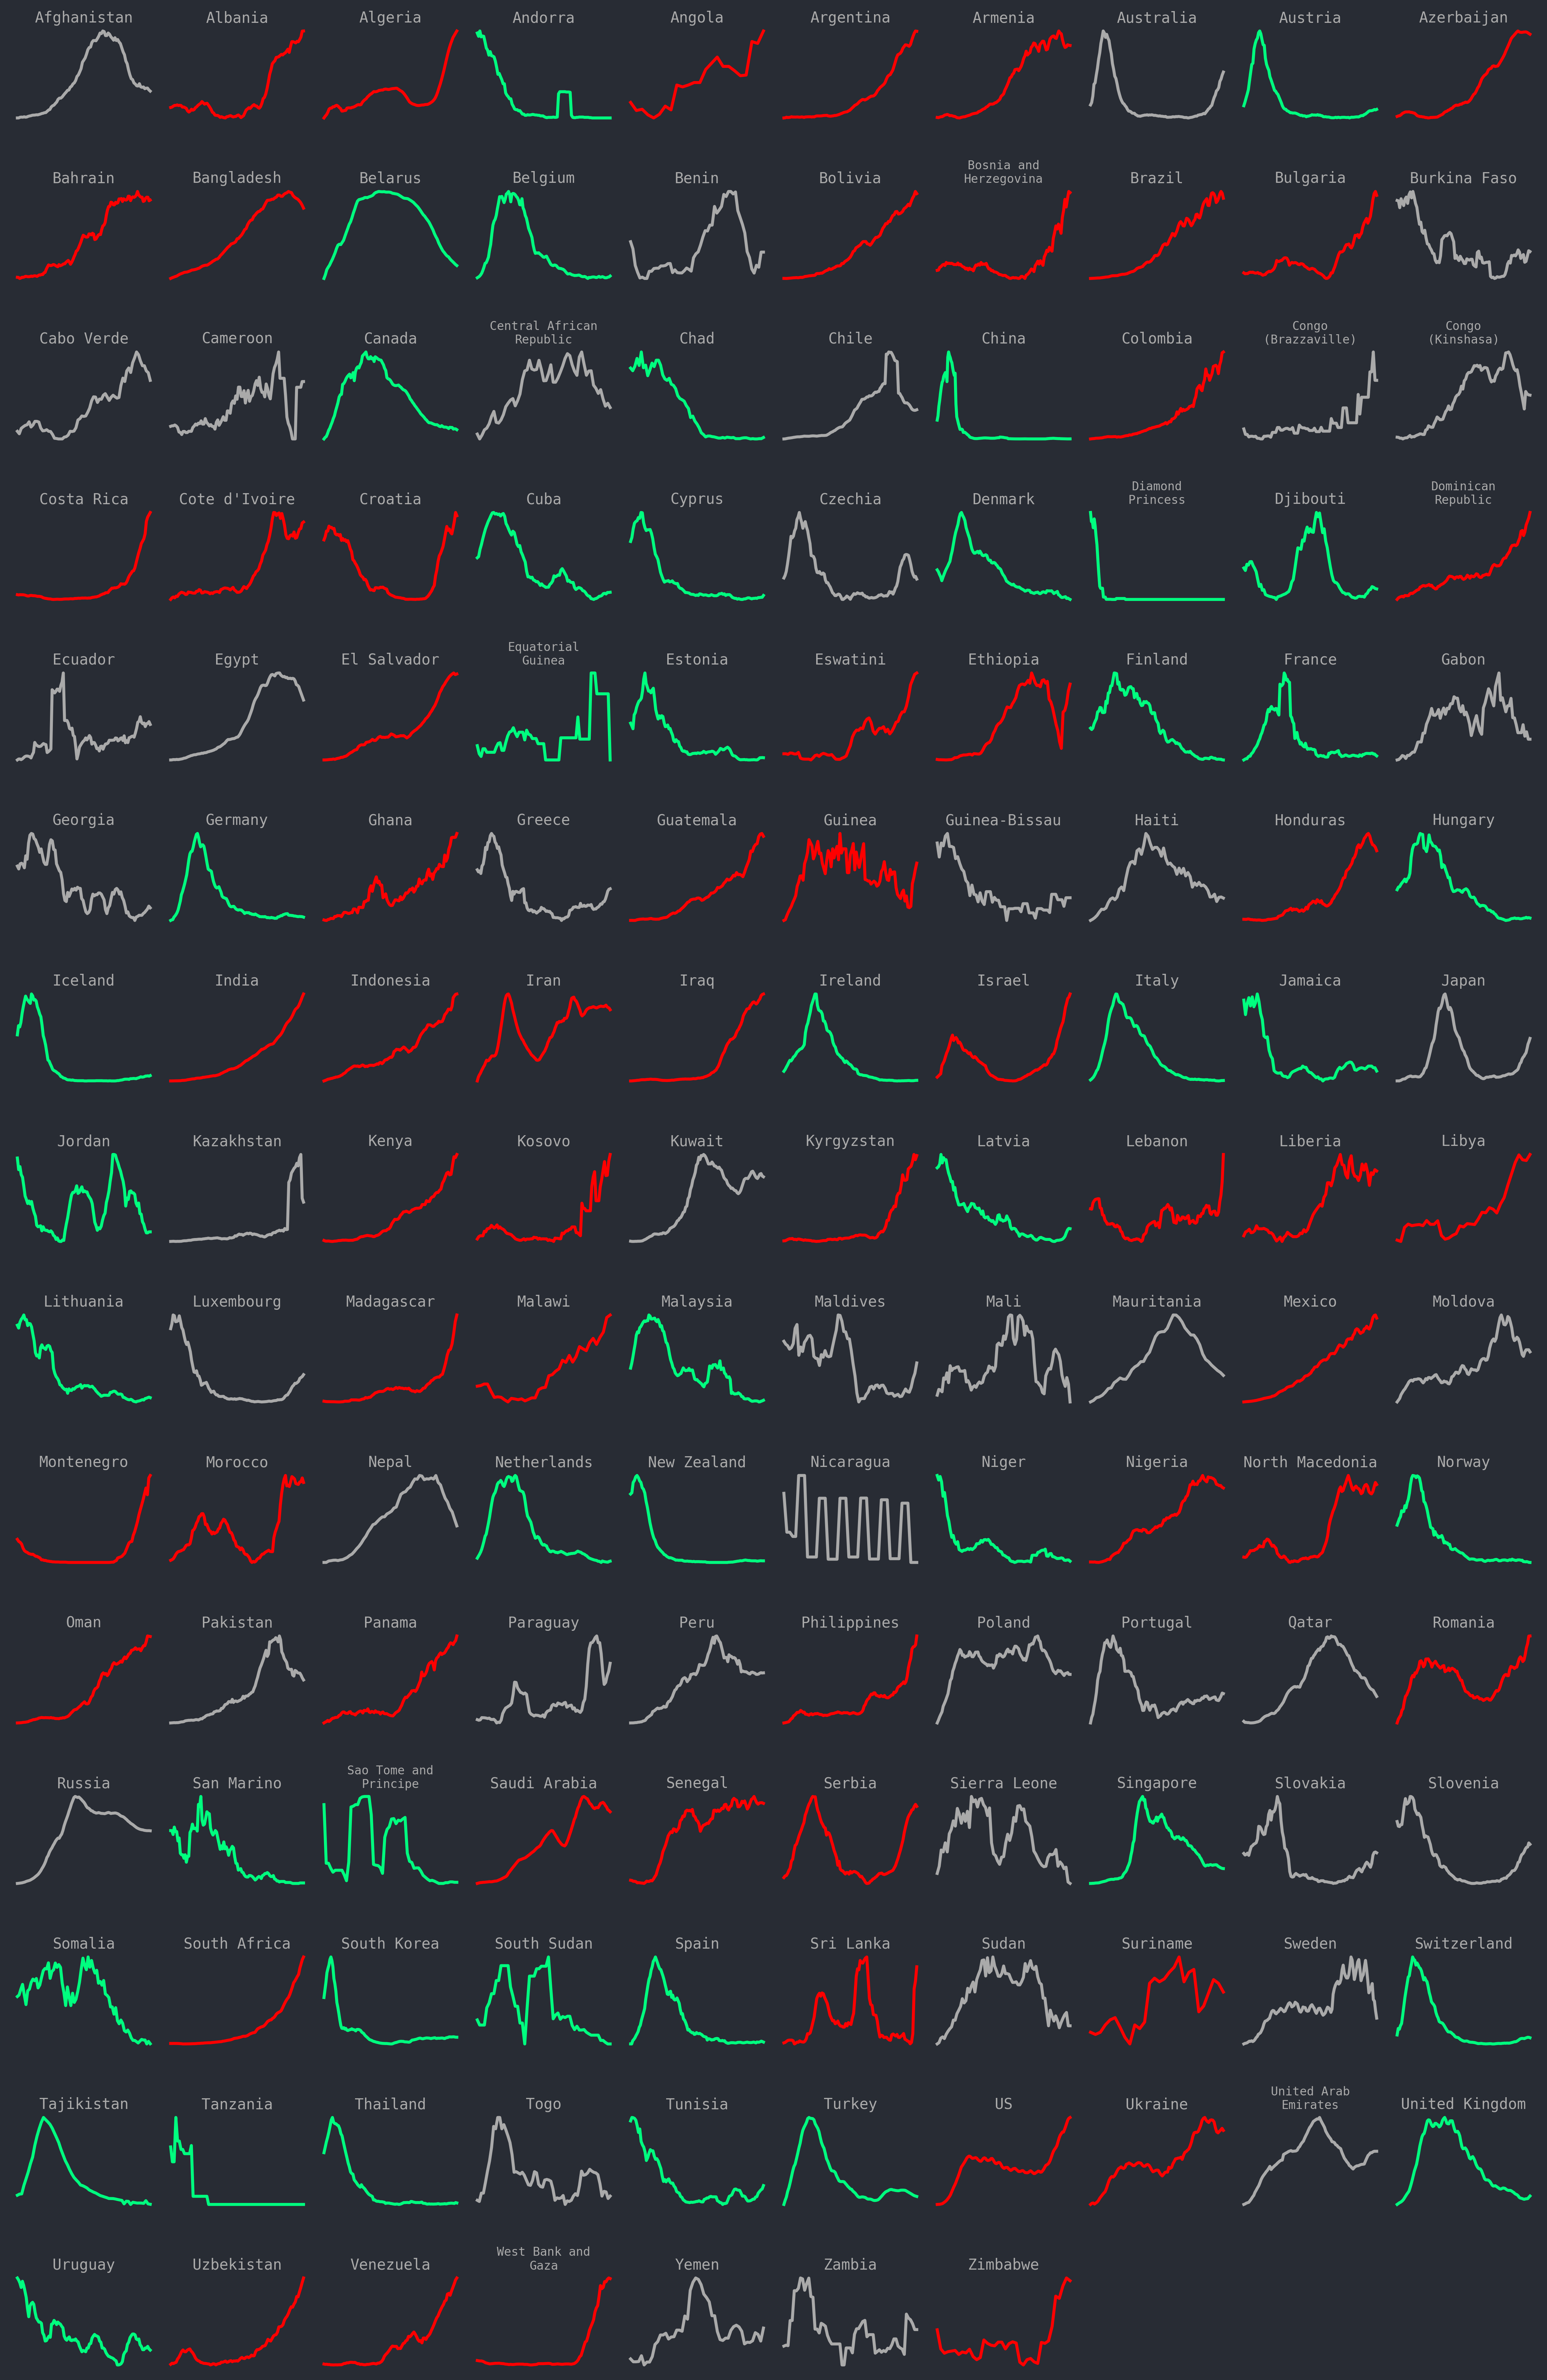 Afghanistan
Albania
Algeria
Andorra
Angola
Argentina
Armenia
Australia
Austria
Azerbaijan
Bahrain
Bangladesh
Belarus
Belgium
Benin
Bolivia
Bosnia and
Herzegovina
Brazil
Bulgaria
Burkina Faso
Cabo Verde
Cameroon
Canada
Central African
Republic
Chad
Chile
China
Colombia
Congo
(Brazzaville)
Congo
(Kinshasa)
Costa Rica
Cote d'Ivoire
Croatia
Cuba
Cyprus
Czechia
Denmark
Diamond
Princess
Djibouti
Dominican
Republic
Ecuador
Egypt
El Salvador
Equatorial
Guinea
Estonia
Eswatini
Ethiopia
Finland
France
Gabon
Georgia
Germany
Ghana
Greece
Guatemala
Guinea
Guinea-Bissau
Haiti
Honduras
Hungary
Iceland
India
Indonesia
Iran
Iraq
Ireland
Israel
Italy
Jamaica
Japan
Jordan
Kazakhstan
Kenya
Kosovo
Kuwait
Kyrgyzstan
Latvia
Lebanon
Liberia
Libya
Lithuania
Luxembourg
Madagascar
Malawi
Malaysia
Maldives
Mali
Mauritania
Mexico
Moldova
Montenegro
Morocco
Nepal
Netherlands
New Zealand
Nicaragua
Niger
Nigeria
North Macedonia
Norway
Oman
Pakistan
Panama
Paraguay
Peru
Philippines
Poland
Portugal
Qatar
Romania
Russia
San Marino
Sao Tome and
Principe
Saudi Arabia
Senegal
Serbia
Sierra Leone
Singapore
Slovakia
Slovenia
Somalia
South Africa
South Korea
South Sudan
Spain
Sri Lanka
Sudan
Suriname
Sweden
Switzerland
Tajikistan
Tanzania
Thailand
Togo
Tunisia
Turkey
US
Ukraine
United Arab
Emirates
United Kingdom
Uruguay
Uzbekistan
Venezuela
West Bank and
Gaza
Yemen
Zambia
Zimbabwe